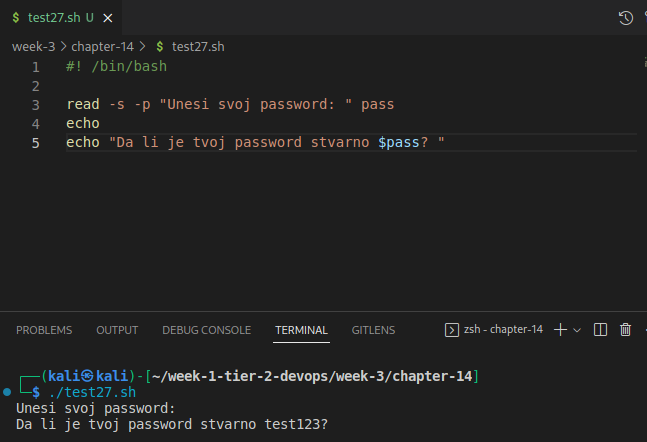 $ test27.sh U ×
week-3 > chapter-14 > $ test27.sh
1 #! /bin/bash
2
3 read -s -p "Unesi svoj password: " pass
4 echo
5 echo "Da li je tvoj password stvarno $pass? "
PROBLEMS OUTPUT DEBUG CONSOLE TERMINAL GITLENS
zsh - chapter-14
┌──(kali㉿kali)-[~/week-1-tier-2-devops/week-3/chapter-14]
└─$ ./test27.sh
Unesi svoj password:
Da li je tvoj password stvarno test123?